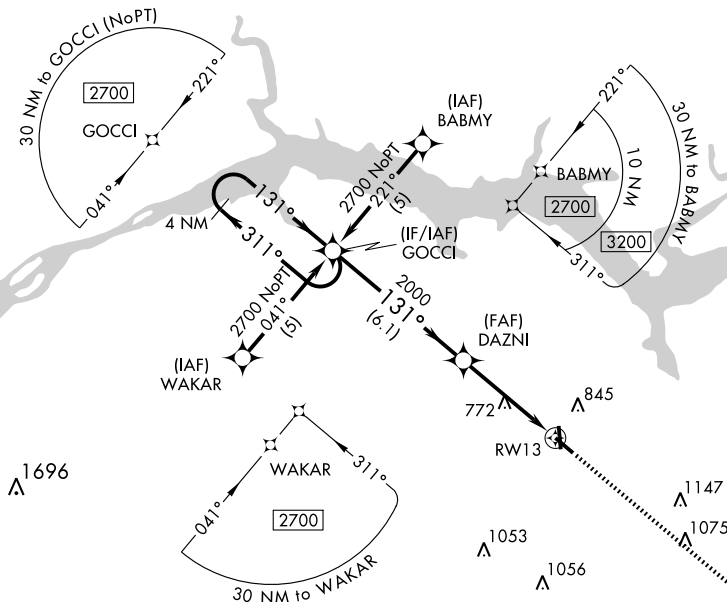 30 NM to GOCCI (NoPT)
2700
GOCCI
221°
041°
(IAF)
BABMY
2700 NoPT
221°
(5)
221°
30 NM to BABMY
10 NM
BABMY
2700
3200
311°
131°
4 NM
311°
(IF/IAF)
GOCCI
2700 NoPT
041°
(5)
(IAF)
WAKAR
2000
131°
(6.1)
(FAF)
DAZNI
772
845
RW13
1696
WAKAR
041°
311°
2700
30 NM to WAKAR
1147
1075
1053
1056